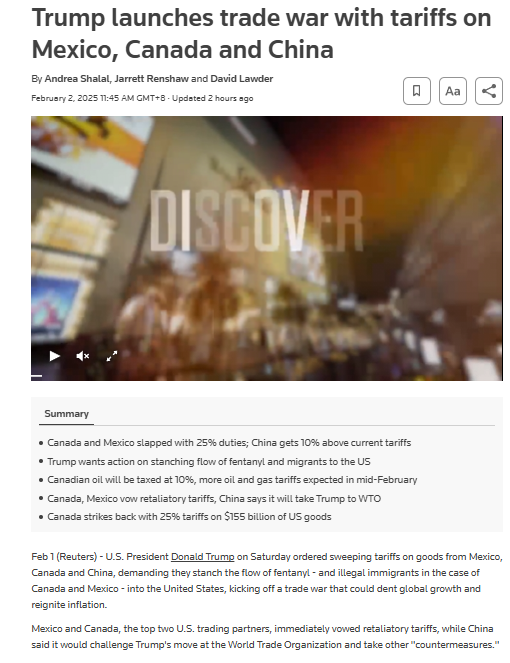 Trump launches trade war with tariffs on
Mexico, Canada and China
By Andrea Shalal, Jarrett Renshaw and David Lawder
February 2, 2025 11:45 AM GMT+8 · Updated 2 hours ago
Aa
DISCOVER
Summary
• Canada and Mexico slapped with 25% duties; China gets 10% above current tariffs
• Trump wants action on stanching flow of fentanyl and migrants to the US
• Canadian oil will be taxed at 10%, more oil and gas tariffs expected in mid-February
• Canada, Mexico vow retaliatory tariffs, China says it will take Trump to WTO
• Canada strikes back with 25% tariffs on $155 billion of US goods
Feb 1 (Reuters) - U.S. President Donald Trump on Saturday ordered sweeping tariffs on goods from Mexico,
Canada and China, demanding they stanch the flow of fentanyl - and illegal immigrants in the case of
Canada and Mexico - into the United States, kicking off a trade war that could dent global growth and
reignite inflation.
Mexico and Canada, the top two U.S. trading partners, immediately vowed retaliatory tariffs, while China
said it would challenge Trump's move at the World Trade Organization and take other "countermeasures."